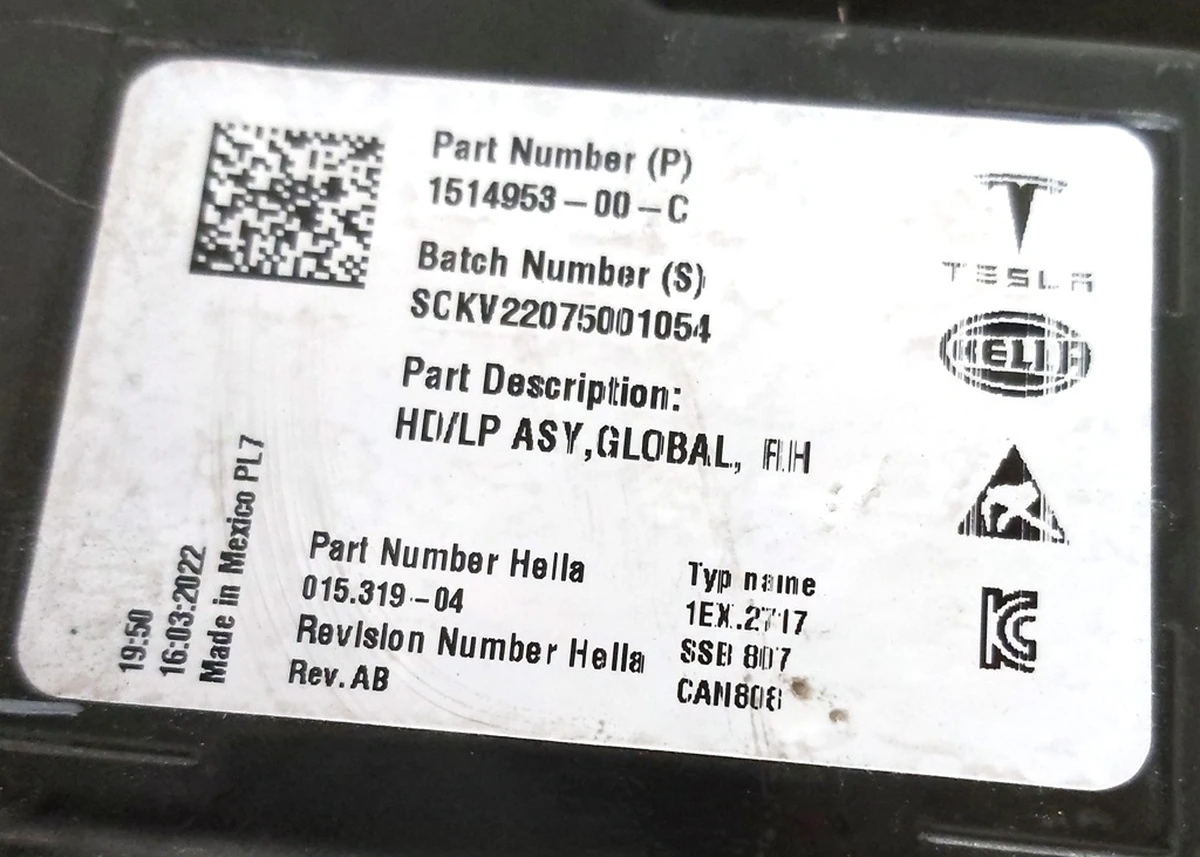 Part Number (P)
1514953-00-C
Batch Number (S)
SCKV22075001054
Part Description:
HD/LP ASY,GLOBAL, RH
TESLA
HELLA
19:50
16:03:2022
Made in Mexico PL7
Part Number Hella
015.319-04
Revision Number Hella
Rev.AB
Typ name
1EX.2717
SSB 807
CAN808